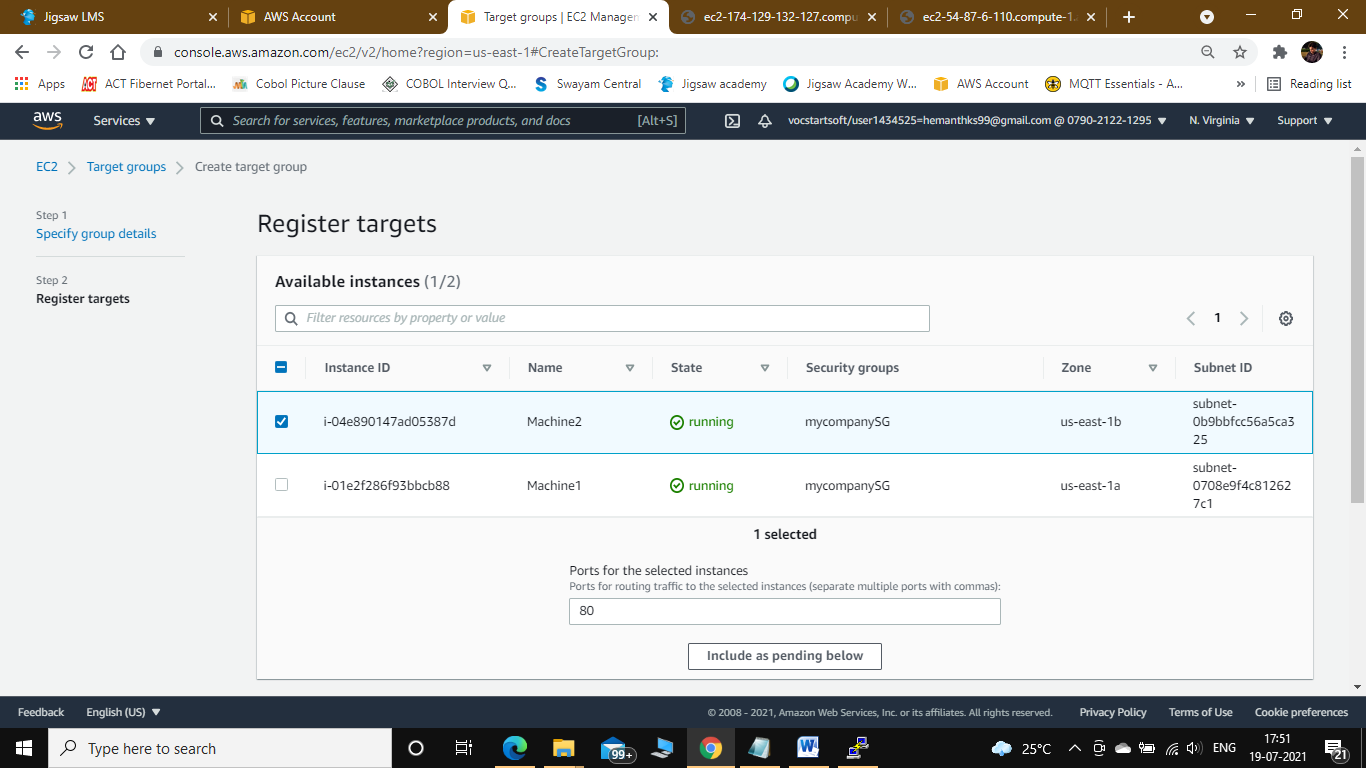 Jigsaw LMS
AWS Account
Target groups | EC2 Managem
ec2-174-129-132-127.compu
ec2-54-87-6-110.compute-1.
console.aws.amazon.com/ec2/v2/home?region=us-east-1#CreateTargetGroup:
Apps
ACT Fibernet Portal...
Cobol Picture Clause
COBOL Interview Q...
Swayam Central
Jigsaw academy
Jigsaw Academy W...
AWS Account
MQTT Essentials - A...
»
Reading list
aws
Services
Search for services, features, marketplace products, and docs
[Alt+S]
vocstartsoft/user1434525=hemanthks99@gmail.com @ 0790-2122-1295
N. Virginia
Support
EC2
Target groups
Create target group
Step 1
Specify group details
Step 2
Register targets
Register targets
Available instances (1/2)
Filter resources by property or value
1
Instance ID
Name
State
Security groups
Zone
Subnet ID
i-04e890147ad05387d
Machine2
running
mycompanySG
us-east-1b
subnet-
0b9bbfcc56a5ca3
25
i-01e2f286f93bbcb88
Machine1
running
mycompanySG
us-east-1a
subnet-
0708e9f4c81262
7c1
1 selected
Ports for the selected instances
Ports for routing traffic to the selected instances (separate multiple ports with commas):
80
Include as pending below
Feedback
English (US)
© 2008 - 2021, Amazon Web Services, Inc. or its affiliates. All rights reserved.
Privacy Policy
Terms of Use
Cookie preferences
Type here to search
99+
25°C
ENG
17:51
19-07-2021
21